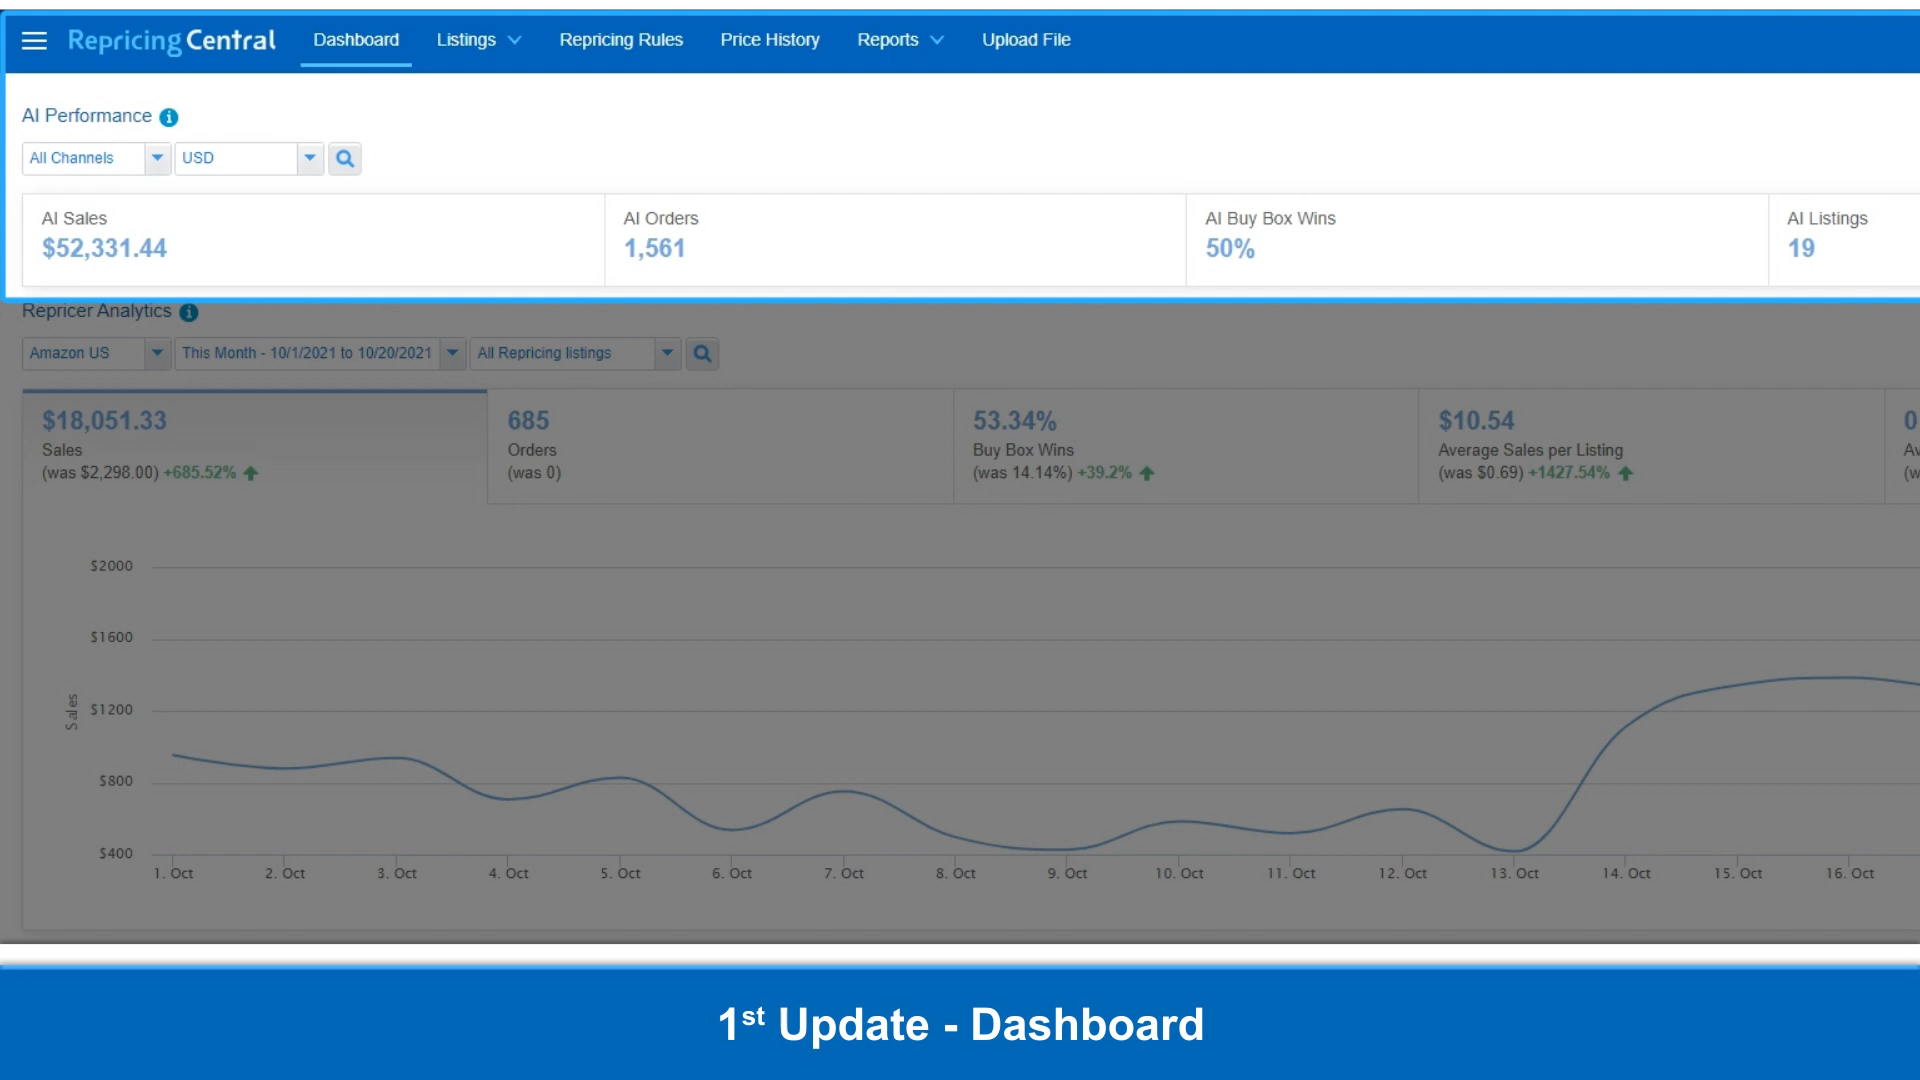 Repricing Central Dashboard Listings Repricing Rules Price History Reports Upload File
AI Performance
All Channels USD
AI Sales AI Orders AI Buy Box Wins AI Listings
$52,331.44 1,561 50% 19
Repricer Analytics
Amazon US This Month - 10/1/2021 to 10/20/2021 All Repricing listings
$18,051.33 685 53.34% $10.54 0
Sales Orders Buy Box Wins Average Sales per Listing
(was $2,298.00) +685.52% (was 0) (was 14.14%) +39.2% (was $0.69) +1427.54%
$2000
$1600
$1200
Sales
$800
$400
1. Oct 2. Oct 3. Oct 4. Oct 5. Oct 6. Oct 7. Oct 8. Oct 9. Oct 10. Oct 11. Oct 12. Oct 13. Oct 14. Oct 15. Oct 16. Oct
1st Update - Dashboard